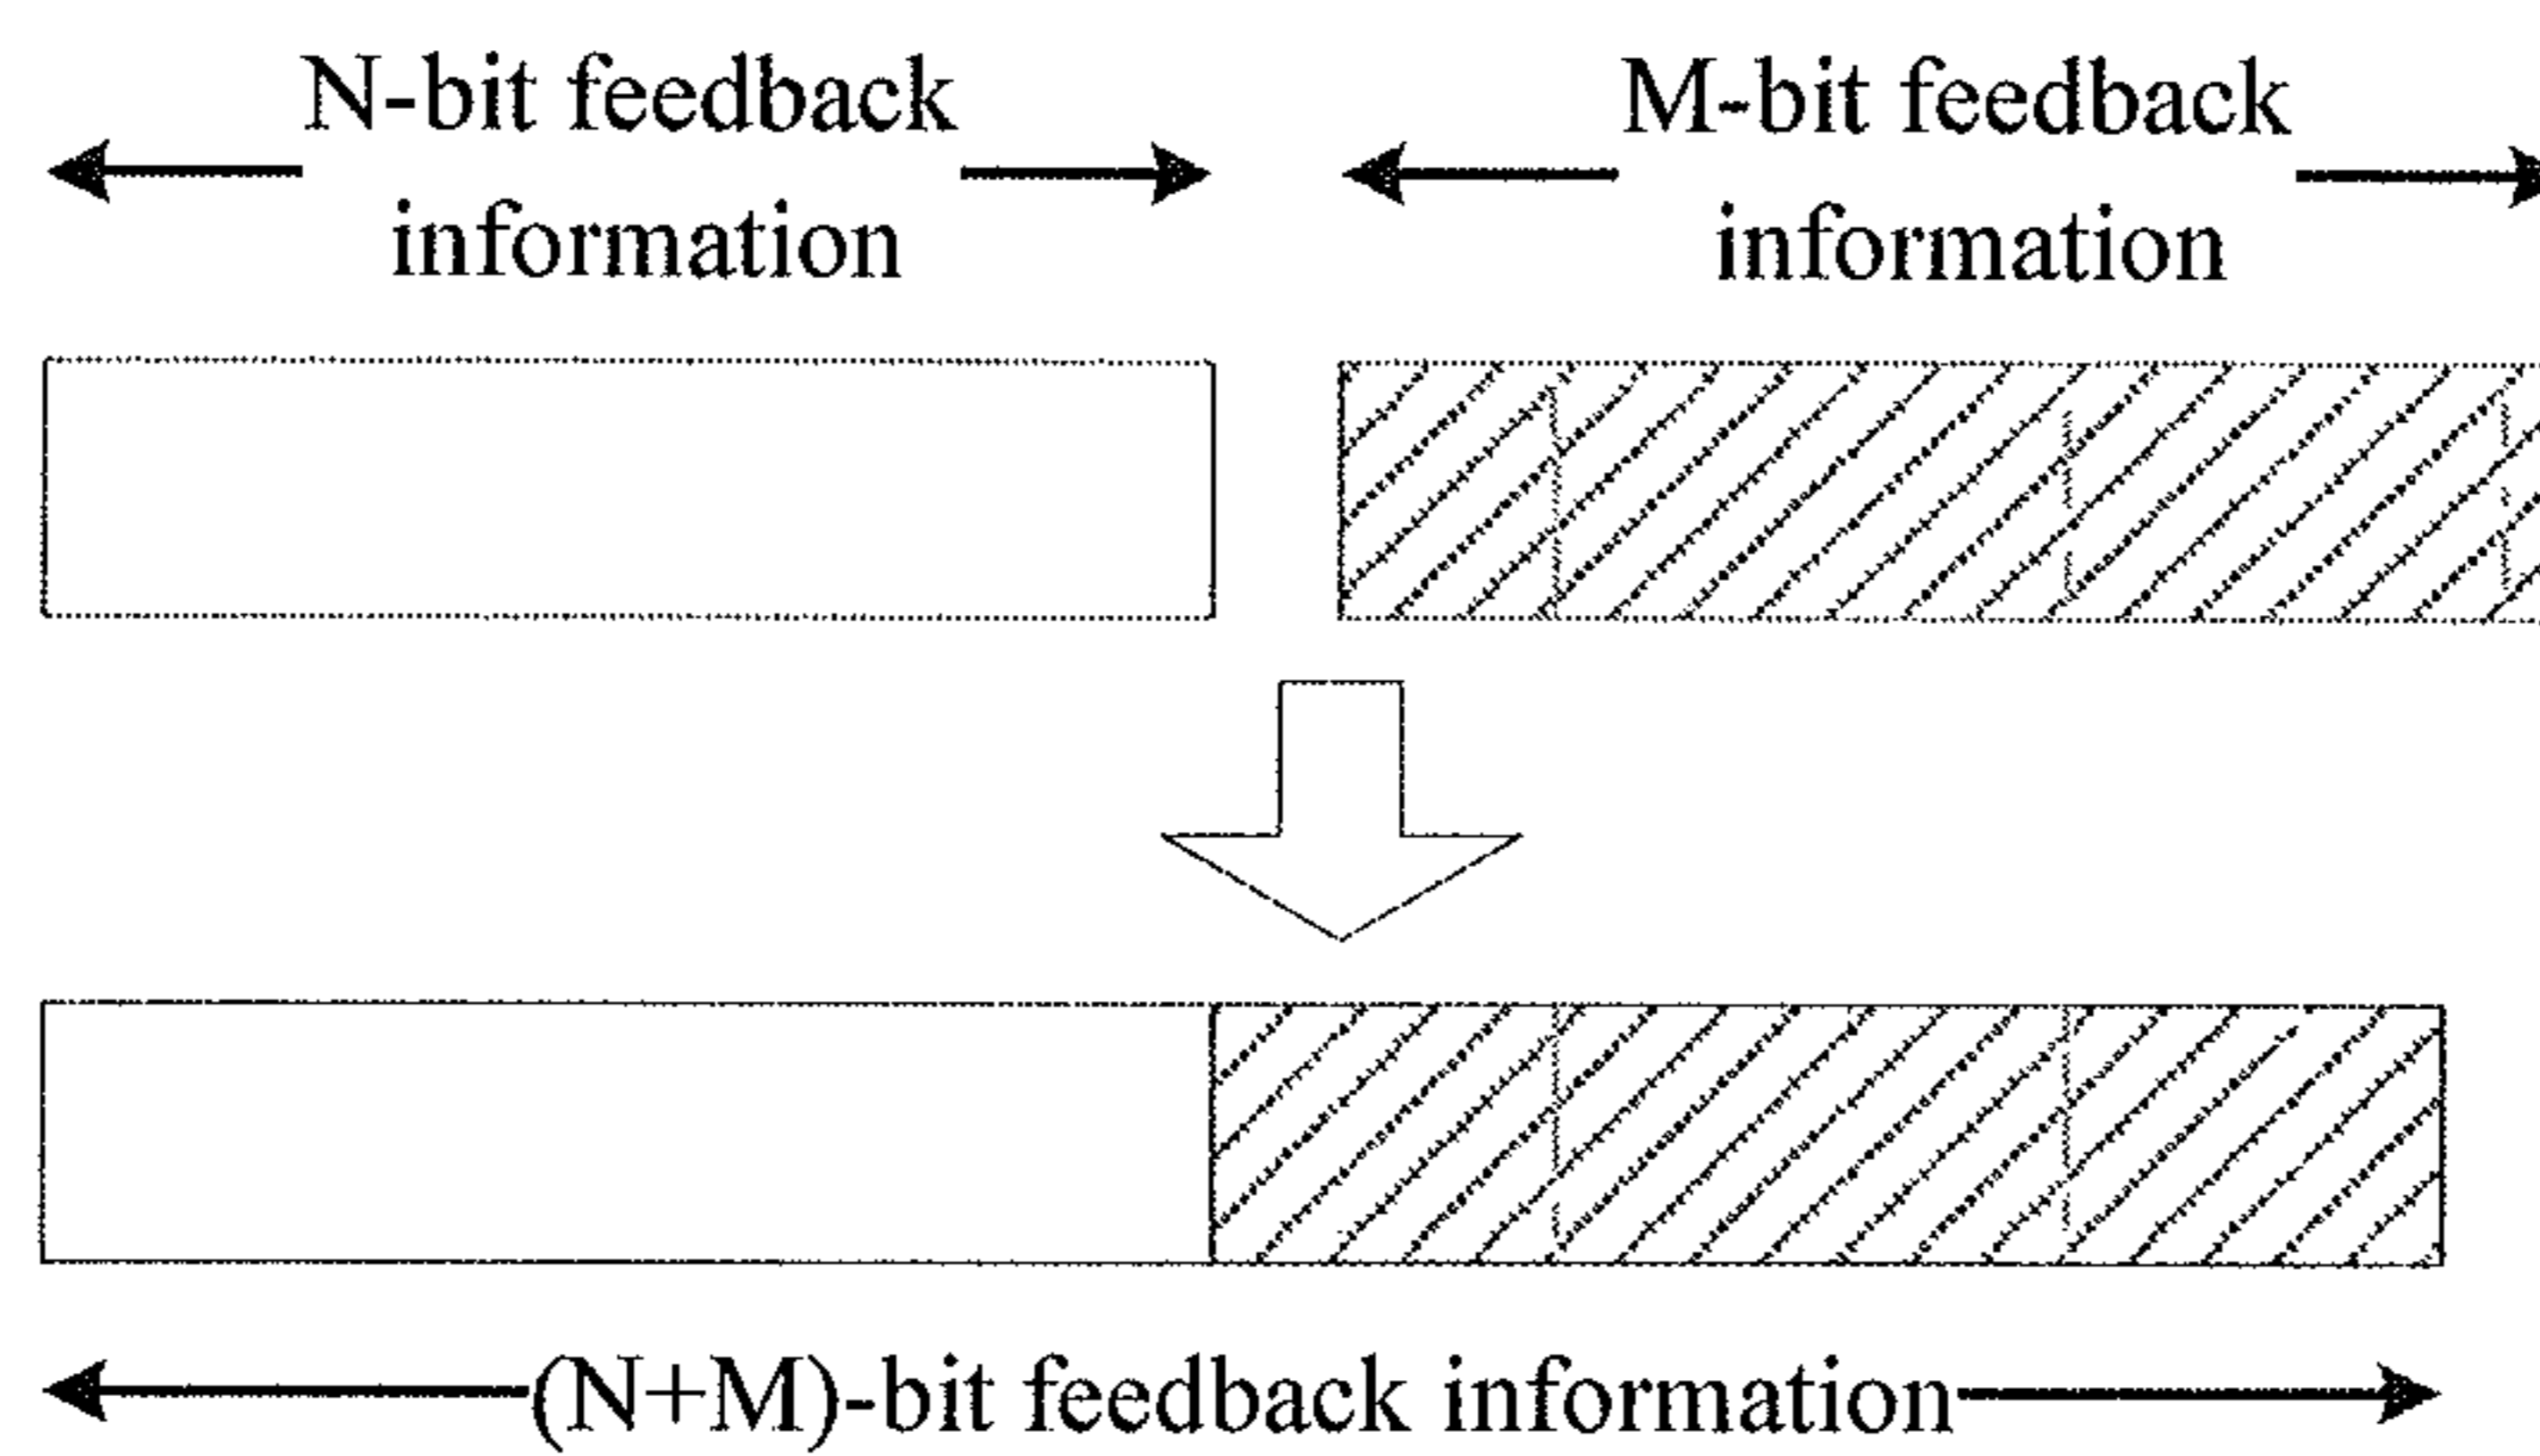 N-bit feedback
information
M-bit feedback
information
(N+M)-bit feedback information